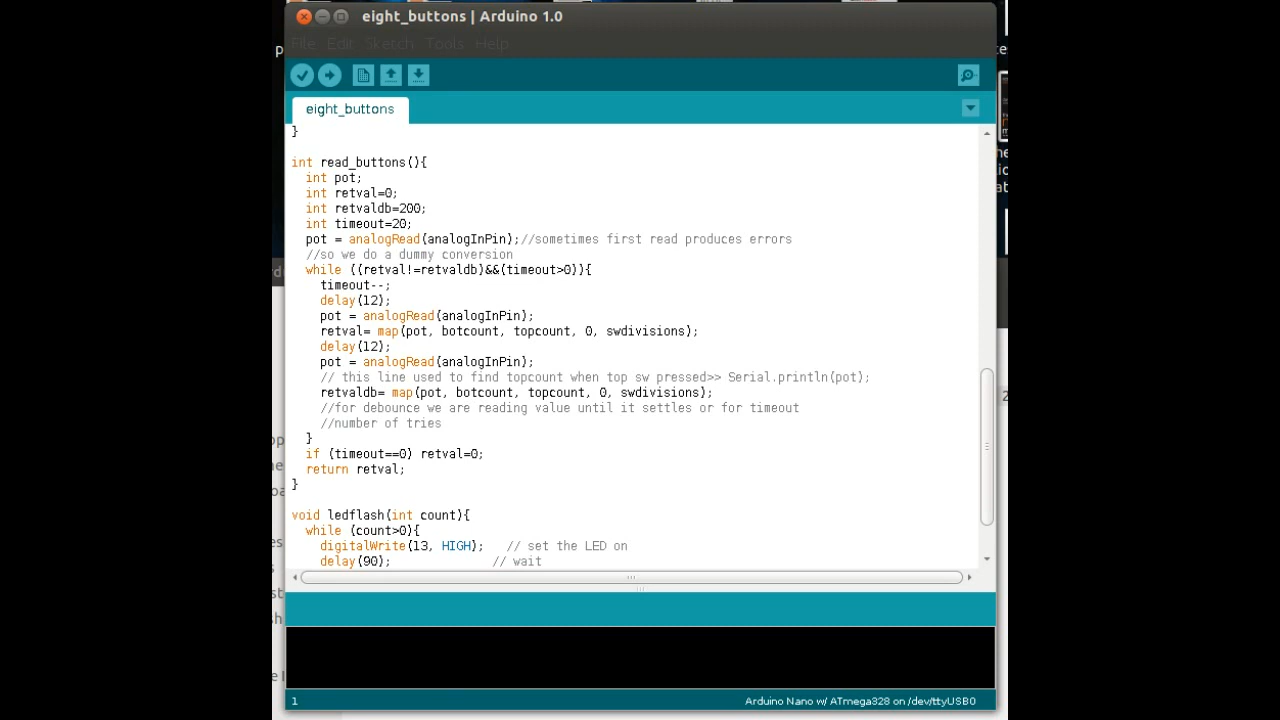 eight_buttons | Arduino 1.0
File Edit Sketch Tools Help
eight_buttons
}
int read_buttons(){
int pot;
int retval=0;
int retvaldb=200;
int timeout=20;
pot = analogRead(analogInPin);//sometimes first read produces errors
//so we do a dummy conversion
while ((retval!=retvaldb)&&(timeout>0)){
timeout--;
delay(12);
pot = analogRead(analogInPin);
retval= map(pot, botcount, topcount, 0, swdivisions);
delay(12);
pot = analogRead(analogInPin);
// this line used to find topcount when top sw pressed>> Serial.println(pot);
retvaldb= map(pot, botcount, topcount, 0, swdivisions);
//for debounce we are reading value until it settles or for timeout
//number of tries
}
if (timeout==0) retval=0;
return retval;
}
void ledflash(int count){
while (count>0){
digitalWrite(13, HIGH);   // set the LED on
delay(90);              // wait
1
Arduino Nano w/ ATmega328 on /dev/ttyUSB0